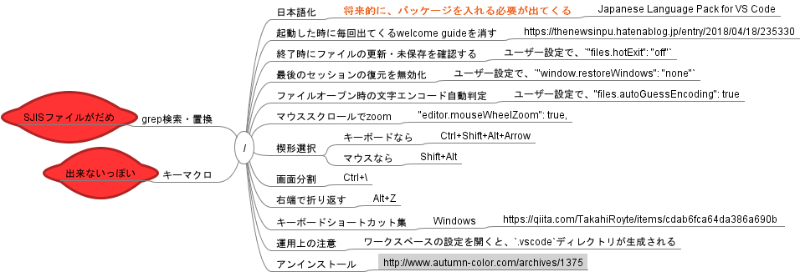 日本語化 将来的に、パッケージを入れる必要が出てくる Japanese Language Pack for VS Code
起動した時に毎回出てくるwelcome guideを消す https://thenewsinpu.hatenablog.jp/entry/2018/04/18/235330
終了時にファイルの更新・未保存を確認する ユーザー設定で、`"files.hotExit": "off"`
最後のセッションの復元を無効化 ユーザー設定で、`"window.restoreWindows": "none"`
ファイルオープン時の文字エンコード自動判定 ユーザー設定で、"files.autoGuessEncoding": true
SJISファイルがだめ grep検索・置換
マウススクロールでzoom "editor.mouseWheelZoom": true,
/
楔形選択
キーボードなら Ctrl+Shift+Alt+Arrow
マウスなら Shift+Alt
出来ないっぽい キーマクロ
画面分割 Ctrl+\
右端で折り返す Alt+Z
キーボードショートカット集 Windows https://qiita.com/TakahiRoyte/items/cdab6fca64da386a690b
運用上の注意 ワークスペースの設定を開くと、`.vscode`ディレクトリが生成される
アンインストール http://www.autumn-color.com/archives/1375